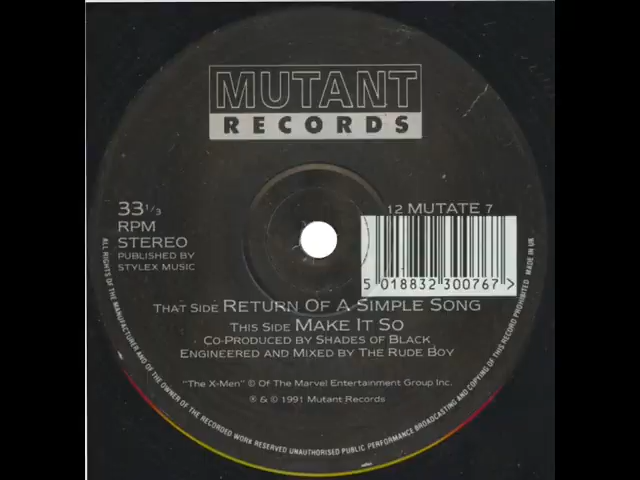 MUTANT
RECORDS
33 1/3
RPM
STEREO
PUBLISHED BY
STYLEX MUSIC
12 MUTATE 7
5 018832 300767 >
THAT SIDE RETURN OF A SIMPLE SONG
THIS SIDE MAKE IT SO
CO-PRODUCED BY SHADES OF BLACK
ENGINEERED AND MIXED BY THE RUDE BOY
"The X-Men" © Of The Marvel Entertainment Group Inc.
℗ & © 1991 Mutant Records
ALL RIGHTS OF THE MANUFACTURER AND OF THE OWNER OF THE RECORDED WORK RESERVED UNAUTHORISED PUBLIC PERFORMANCE BROADCASTING AND COPYING OF THIS RECORD PROHIBITED MADE IN UK